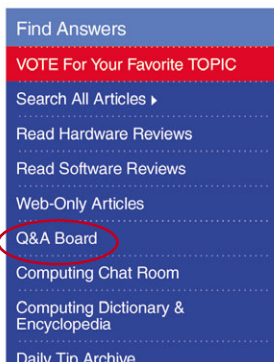 Find Answers
VOTE For Your Favorite TOPIC
Search All Articles ▸
Read Hardware Reviews
Read Software Reviews
Web-Only Articles
Q&A Board
Computing Chat Room
Computing Dictionary &
Encyclopedia
Daily Tip Archive